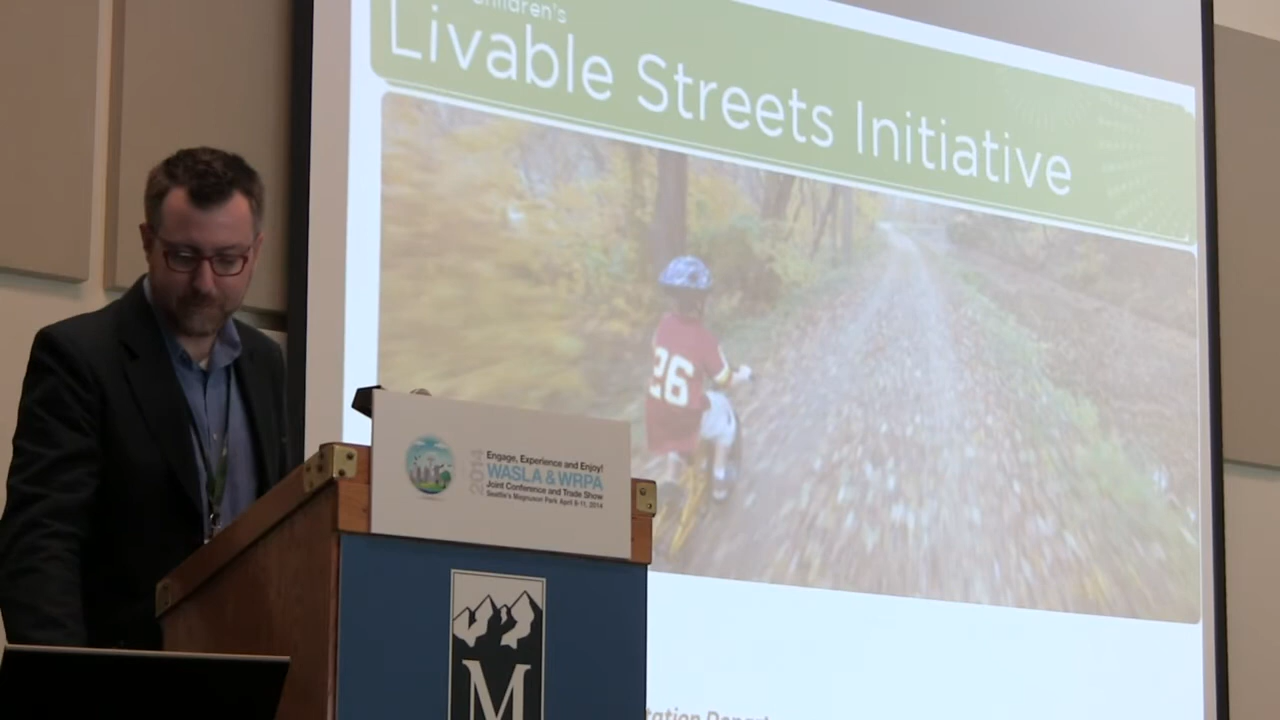 Children's
Livable Streets Initiative
26
2014
Engage, Experience and Enjoy!
WASLA & WRPA
Joint Conference and Trade Show
Seattle's Magnuson Park April 8-11, 2014
M